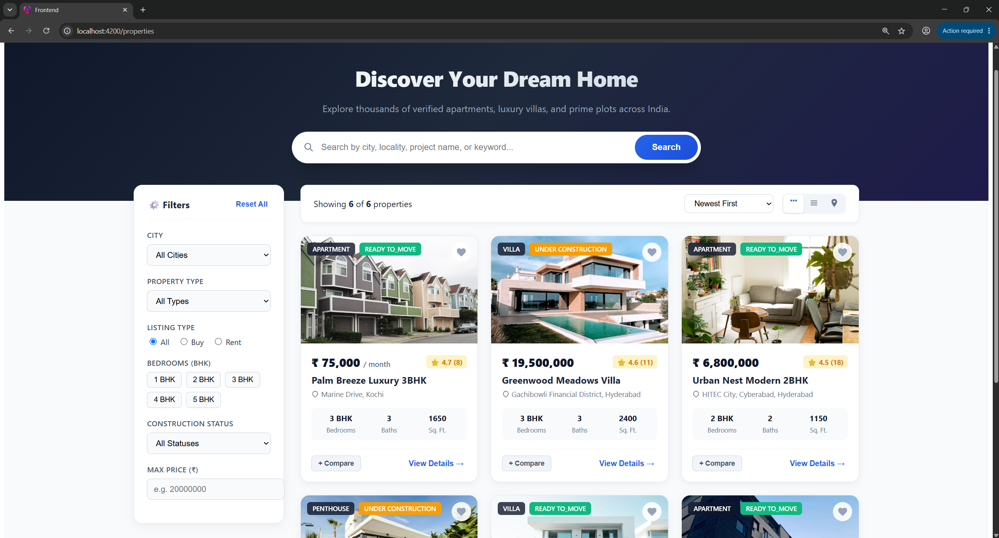 Frontend
localhost:4200/properties
Action required
Discover Your Dream Home
Explore thousands of verified apartments, luxury villas, and prime plots across India.
Search by city, locality, project name, or keyword...
Search
Filters
Reset All
CITY
All Cities
PROPERTY TYPE
All Types
LISTING TYPE
All
Buy
Rent
BEDROOMS (BHK)
1 BHK
2 BHK
3 BHK
4 BHK
5 BHK
CONSTRUCTION STATUS
All Statuses
MAX PRICE (₹)
e.g. 20000000
Showing 6 of 6 properties
Newest First
APARTMENT
READY TO_MOVE
₹ 75,000 / month
4.7 (8)
Palm Breeze Luxury 3BHK
Marine Drive, Kochi
3 BHK
3
1650
Bedrooms
Baths
Sq. Ft.
+ Compare
View Details →
VILLA
UNDER CONSTRUCTION
₹ 19,500,000
4.6 (11)
Greenwood Meadows Villa
Gachibowli Financial District, Hyderabad
3 BHK
3
2400
Bedrooms
Baths
Sq. Ft.
+ Compare
View Details →
APARTMENT
READY TO_MOVE
₹ 6,800,000
4.5 (18)
Urban Nest Modern 2BHK
HITEC City, Cyberabad, Hyderabad
2 BHK
2
1150
Bedrooms
Baths
Sq. Ft.
+ Compare
View Details →
PENTHOUSE
UNDER CONSTRUCTION
VILLA
READY TO_MOVE
APARTMENT
READY TO_MOVE